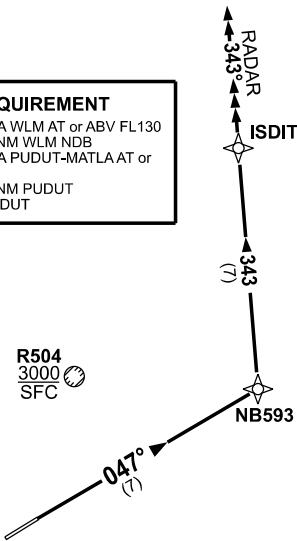 QUIREMENT
A WLM AT or ABV FL130
NM WLM NDB
A PUDUT-MATLA AT or
NM PUDUT
DUT
RADAR
343°
ISDIT
343
(7)
R504
3000
SFC
NB593
047°
(7)